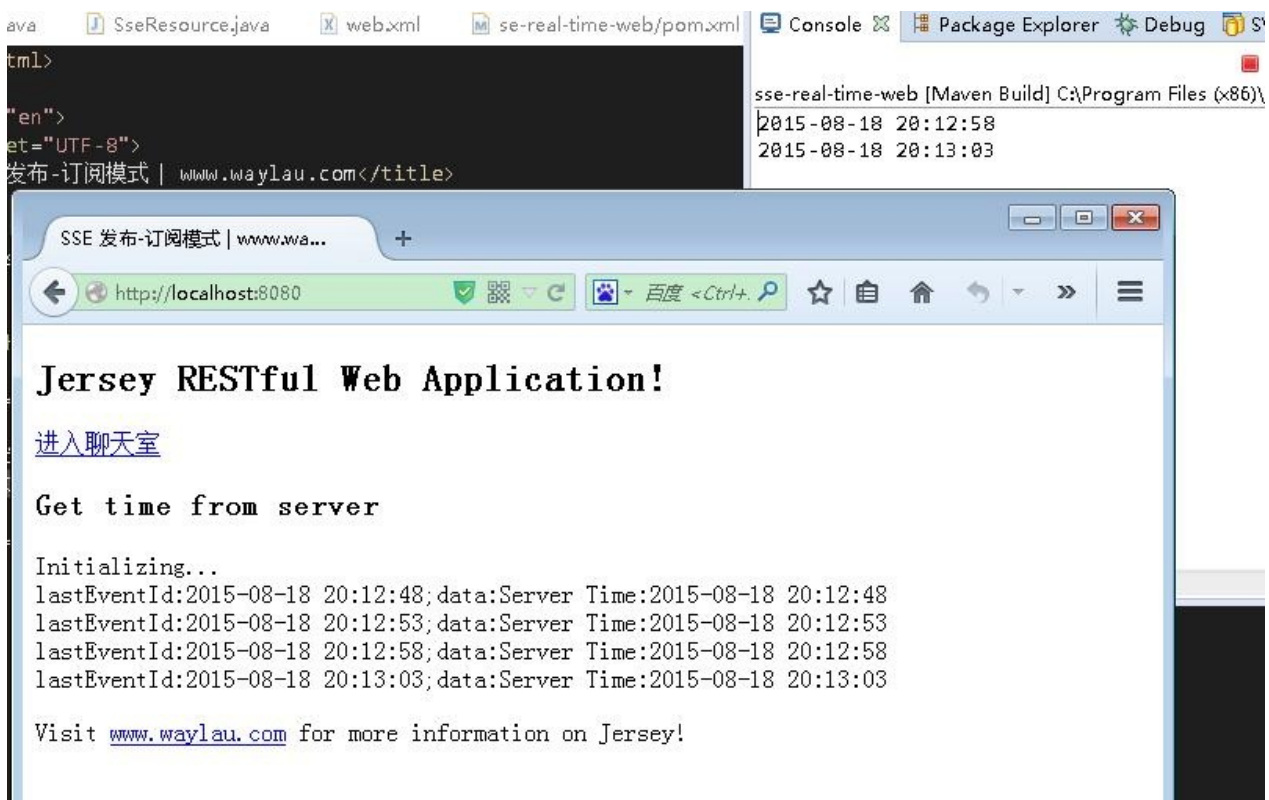 ava SseResource.java web.xml se-real-time-web/pom.xml
tml>
"en">
et="UTF-8">
发布-订阅模式 | www.waylau.com</title>
Console Package Explorer Debug
sse-real-time-web [Maven Build] C:\Program Files (x86)\
2015-08-18 20:12:58
2015-08-18 20:13:03
SSE 发布-订阅模式 | www.wa...
http://localhost:8080 百度 <Ctrl+.
Jersey RESTful Web Application!
进入聊天室
Get time from server
Initializing...
lastEventId:2015-08-18 20:12:48;data:Server Time:2015-08-18 20:12:48
lastEventId:2015-08-18 20:12:53;data:Server Time:2015-08-18 20:12:53
lastEventId:2015-08-18 20:12:58;data:Server Time:2015-08-18 20:12:58
lastEventId:2015-08-18 20:13:03;data:Server Time:2015-08-18 20:13:03
Visit www.waylau.com for more information on Jersey!